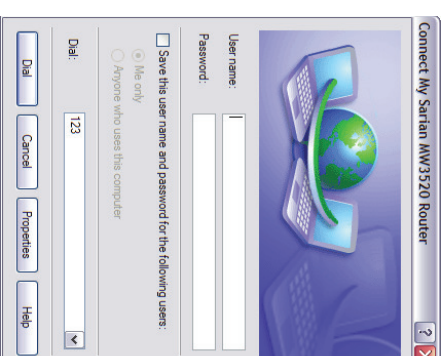 Connect My Sarian MW3520 Router
User name:
Password:
Save this user name and password for the following users:
Me only
Anyone who uses this computer
Dial:
123
Dial
Cancel
Properties
Help